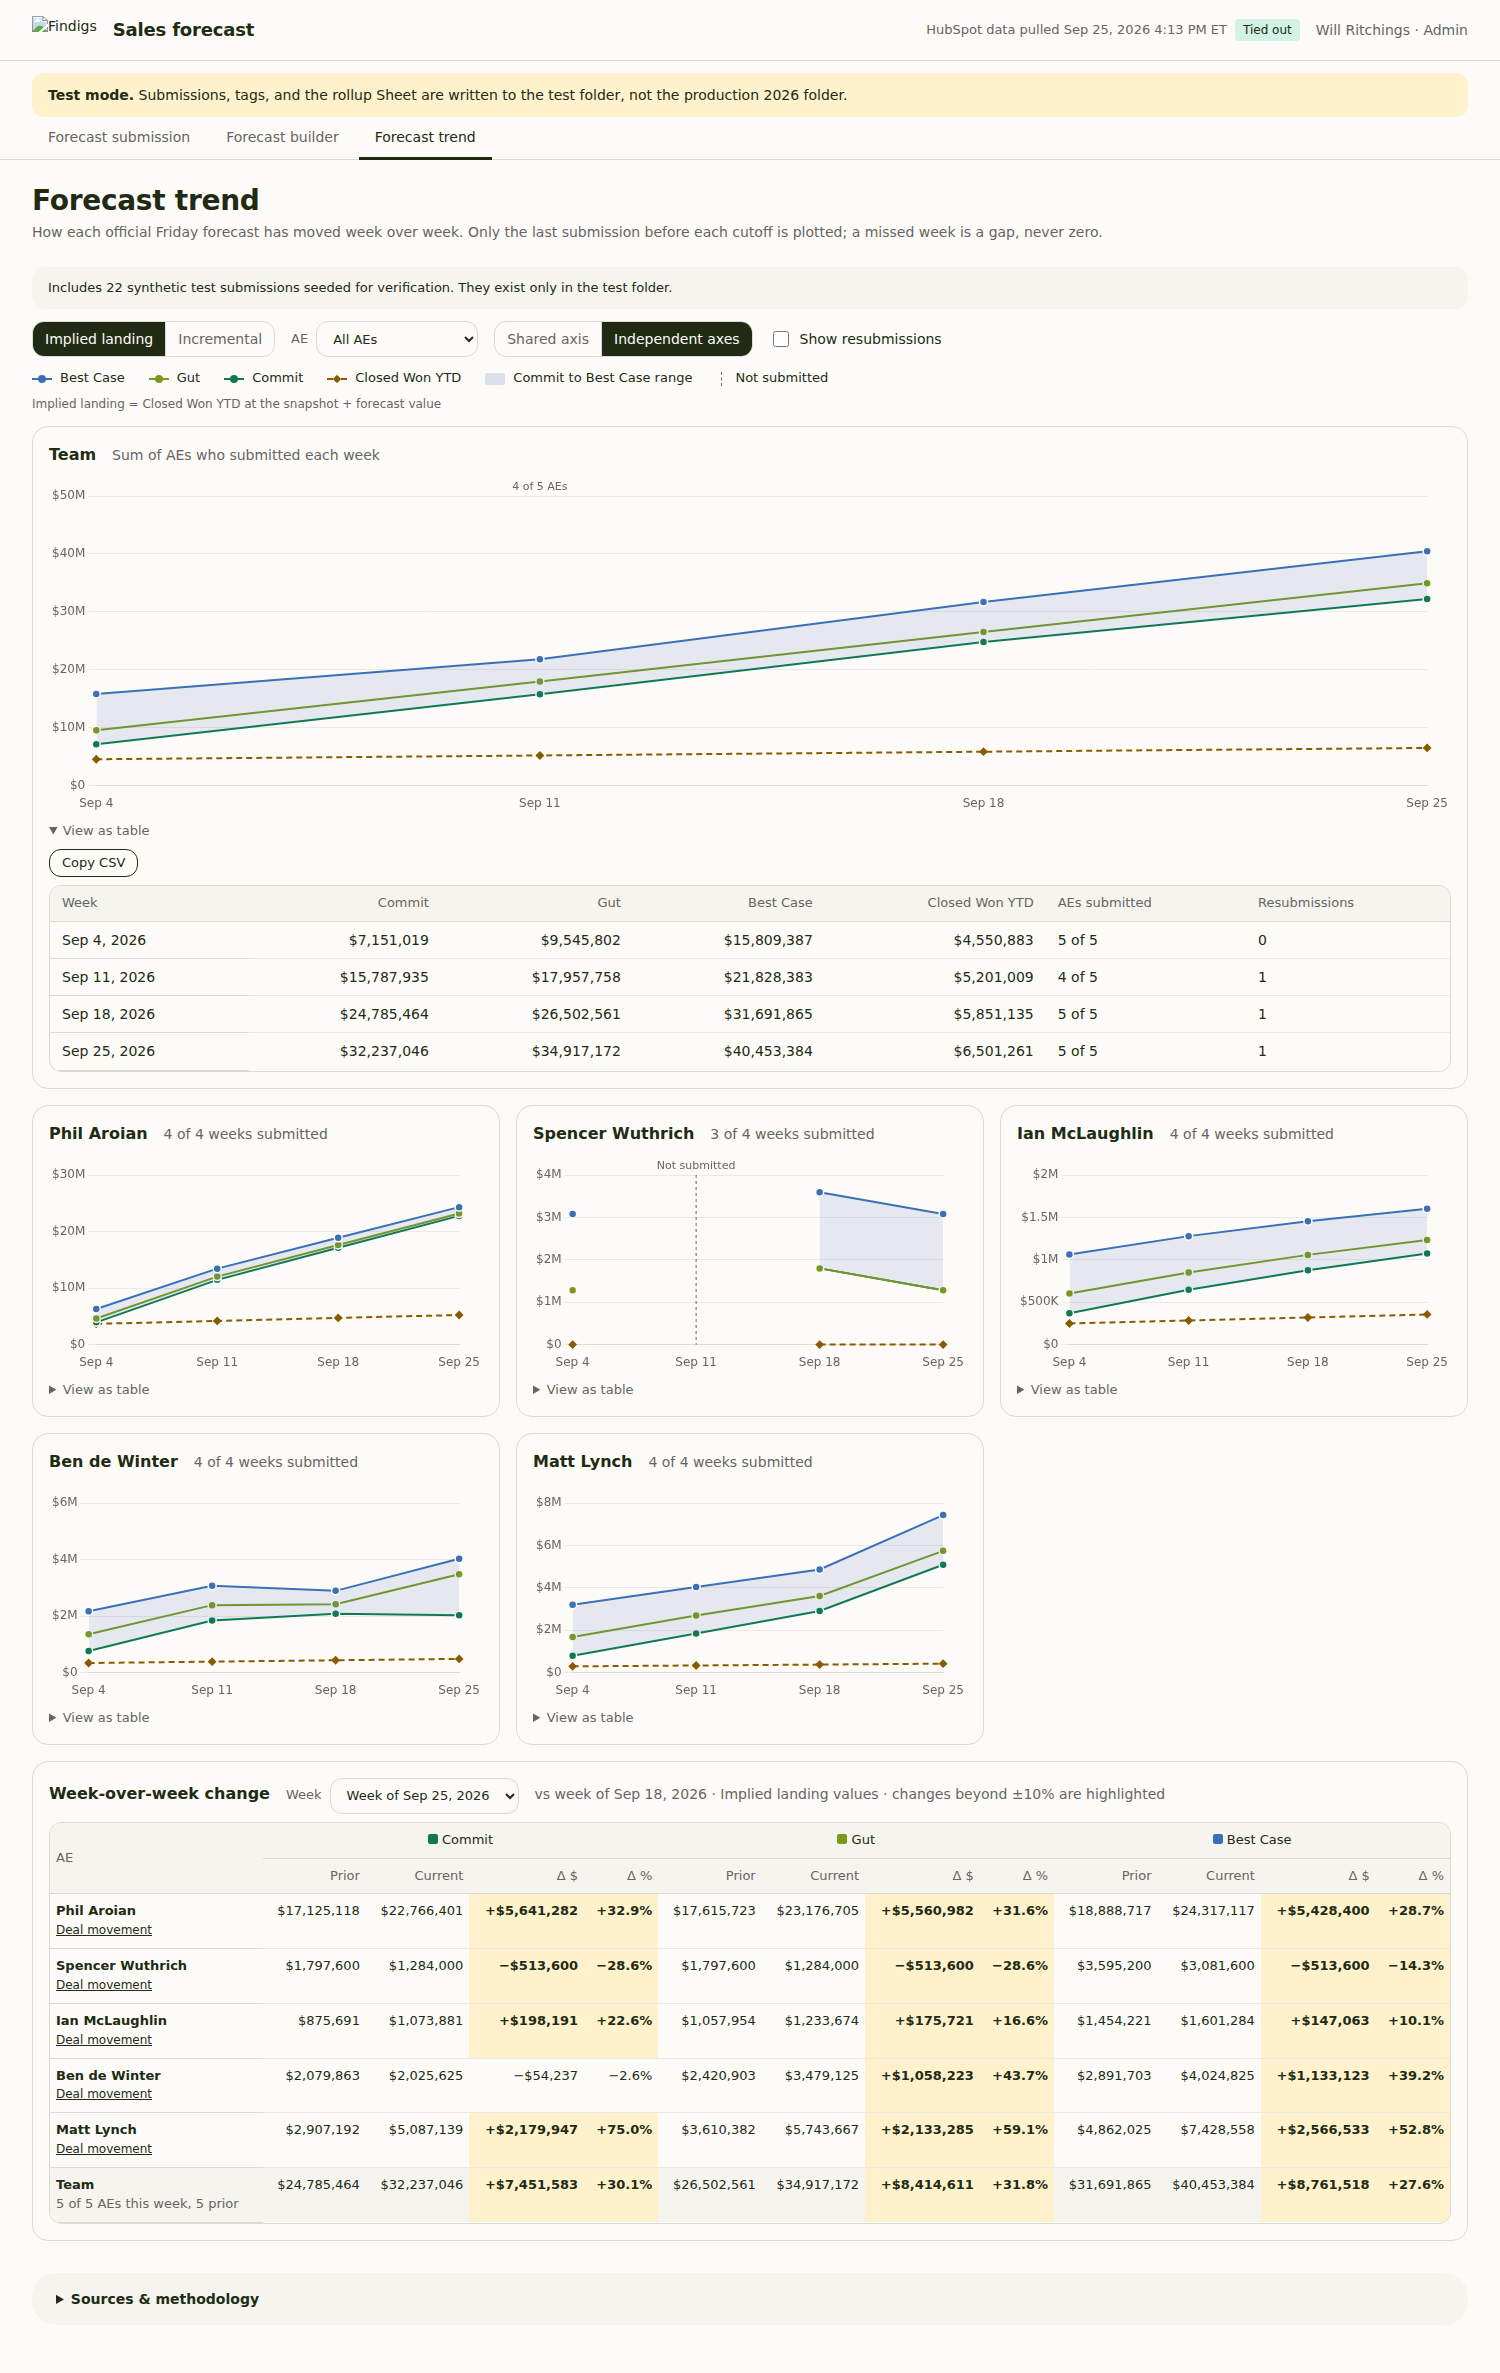 Findigs Sales forecast HubSpot data pulled Sep 25, 2026 4:13 PM ET Tied out Will Ritchings · Admin
Test mode. Submissions, tags, and the rollup Sheet are written to the test folder, not the production 2026 folder.
Forecast submission Forecast builder Forecast trend
Forecast trend
How each official Friday forecast has moved week over week. Only the last submission before each cutoff is plotted; a missed week is a gap, never zero.
Includes 22 synthetic test submissions seeded for verification. They exist only in the test folder.
Implied landing Incremental AE All AEs Shared axis Independent axes Show resubmissions
Best Case Gut Commit Closed Won YTD Commit to Best Case range Not submitted
Implied landing = Closed Won YTD at the snapshot + forecast value
Team Sum of AEs who submitted each week
4 of 5 AEs
$50M
$40M
$30M
$20M
$10M
$0
Sep 4 Sep 11 Sep 18 Sep 25
▼ View as table
Copy CSV
Week Commit Gut Best Case Closed Won YTD AEs submitted Resubmissions
Sep 4, 2026 $7,151,019 $9,545,802 $15,809,387 $4,550,883 5 of 5 0
Sep 11, 2026 $15,787,935 $17,957,758 $21,828,383 $5,201,009 4 of 5 1
Sep 18, 2026 $24,785,464 $26,502,561 $31,691,865 $5,851,135 5 of 5 1
Sep 25, 2026 $32,237,046 $34,917,172 $40,453,384 $6,501,261 5 of 5 1
Phil Aroian 4 of 4 weeks submitted
$30M
$20M
$10M
$0
Sep 4 Sep 11 Sep 18 Sep 25
▶ View as table
Spencer Wuthrich 3 of 4 weeks submitted
Not submitted
$4M
$3M
$2M
$1M
$0
Sep 4 Sep 11 Sep 18 Sep 25
▶ View as table
Ian McLaughlin 4 of 4 weeks submitted
$2M
$1.5M
$1M
$500K
$0
Sep 4 Sep 11 Sep 18 Sep 25
▶ View as table
Ben de Winter 4 of 4 weeks submitted
$6M
$4M
$2M
$0
Sep 4 Sep 11 Sep 18 Sep 25
▶ View as table
Matt Lynch 4 of 4 weeks submitted
$8M
$6M
$4M
$2M
$0
Sep 4 Sep 11 Sep 18 Sep 25
▶ View as table
Week-over-week change Week Week of Sep 25, 2026 vs week of Sep 18, 2026 · Implied landing values · changes beyond ±10% are highlighted
AE Commit Gut Best Case
Prior Current Δ $ Δ % Prior Current Δ $ Δ % Prior Current Δ $ Δ %
Phil Aroian $17,125,118 $22,766,401 +$5,641,282 +32.9% $17,615,723 $23,176,705 +$5,560,982 +31.6% $18,888,717 $24,317,117 +$5,428,400 +28.7%
Deal movement
Spencer Wuthrich $1,797,600 $1,284,000 −$513,600 −28.6% $1,797,600 $1,284,000 −$513,600 −28.6% $3,595,200 $3,081,600 −$513,600 −14.3%
Deal movement
Ian McLaughlin $875,691 $1,073,881 +$198,191 +22.6% $1,057,954 $1,233,674 +$175,721 +16.6% $1,454,221 $1,601,284 +$147,063 +10.1%
Deal movement
Ben de Winter $2,079,863 $2,025,625 −$54,237 −2.6% $2,420,903 $3,479,125 +$1,058,223 +43.7% $2,891,703 $4,024,825 +$1,133,123 +39.2%
Deal movement
Matt Lynch $2,907,192 $5,087,139 +$2,179,947 +75.0% $3,610,382 $5,743,667 +$2,133,285 +59.1% $4,862,025 $7,428,558 +$2,566,533 +52.8%
Deal movement
Team $24,785,464 $32,237,046 +$7,451,583 +30.1% $26,502,561 $34,917,172 +$8,414,611 +31.8% $31,691,865 $40,453,384 +$8,761,518 +27.6%
5 of 5 AEs this week, 5 prior
▶ Sources & methodology